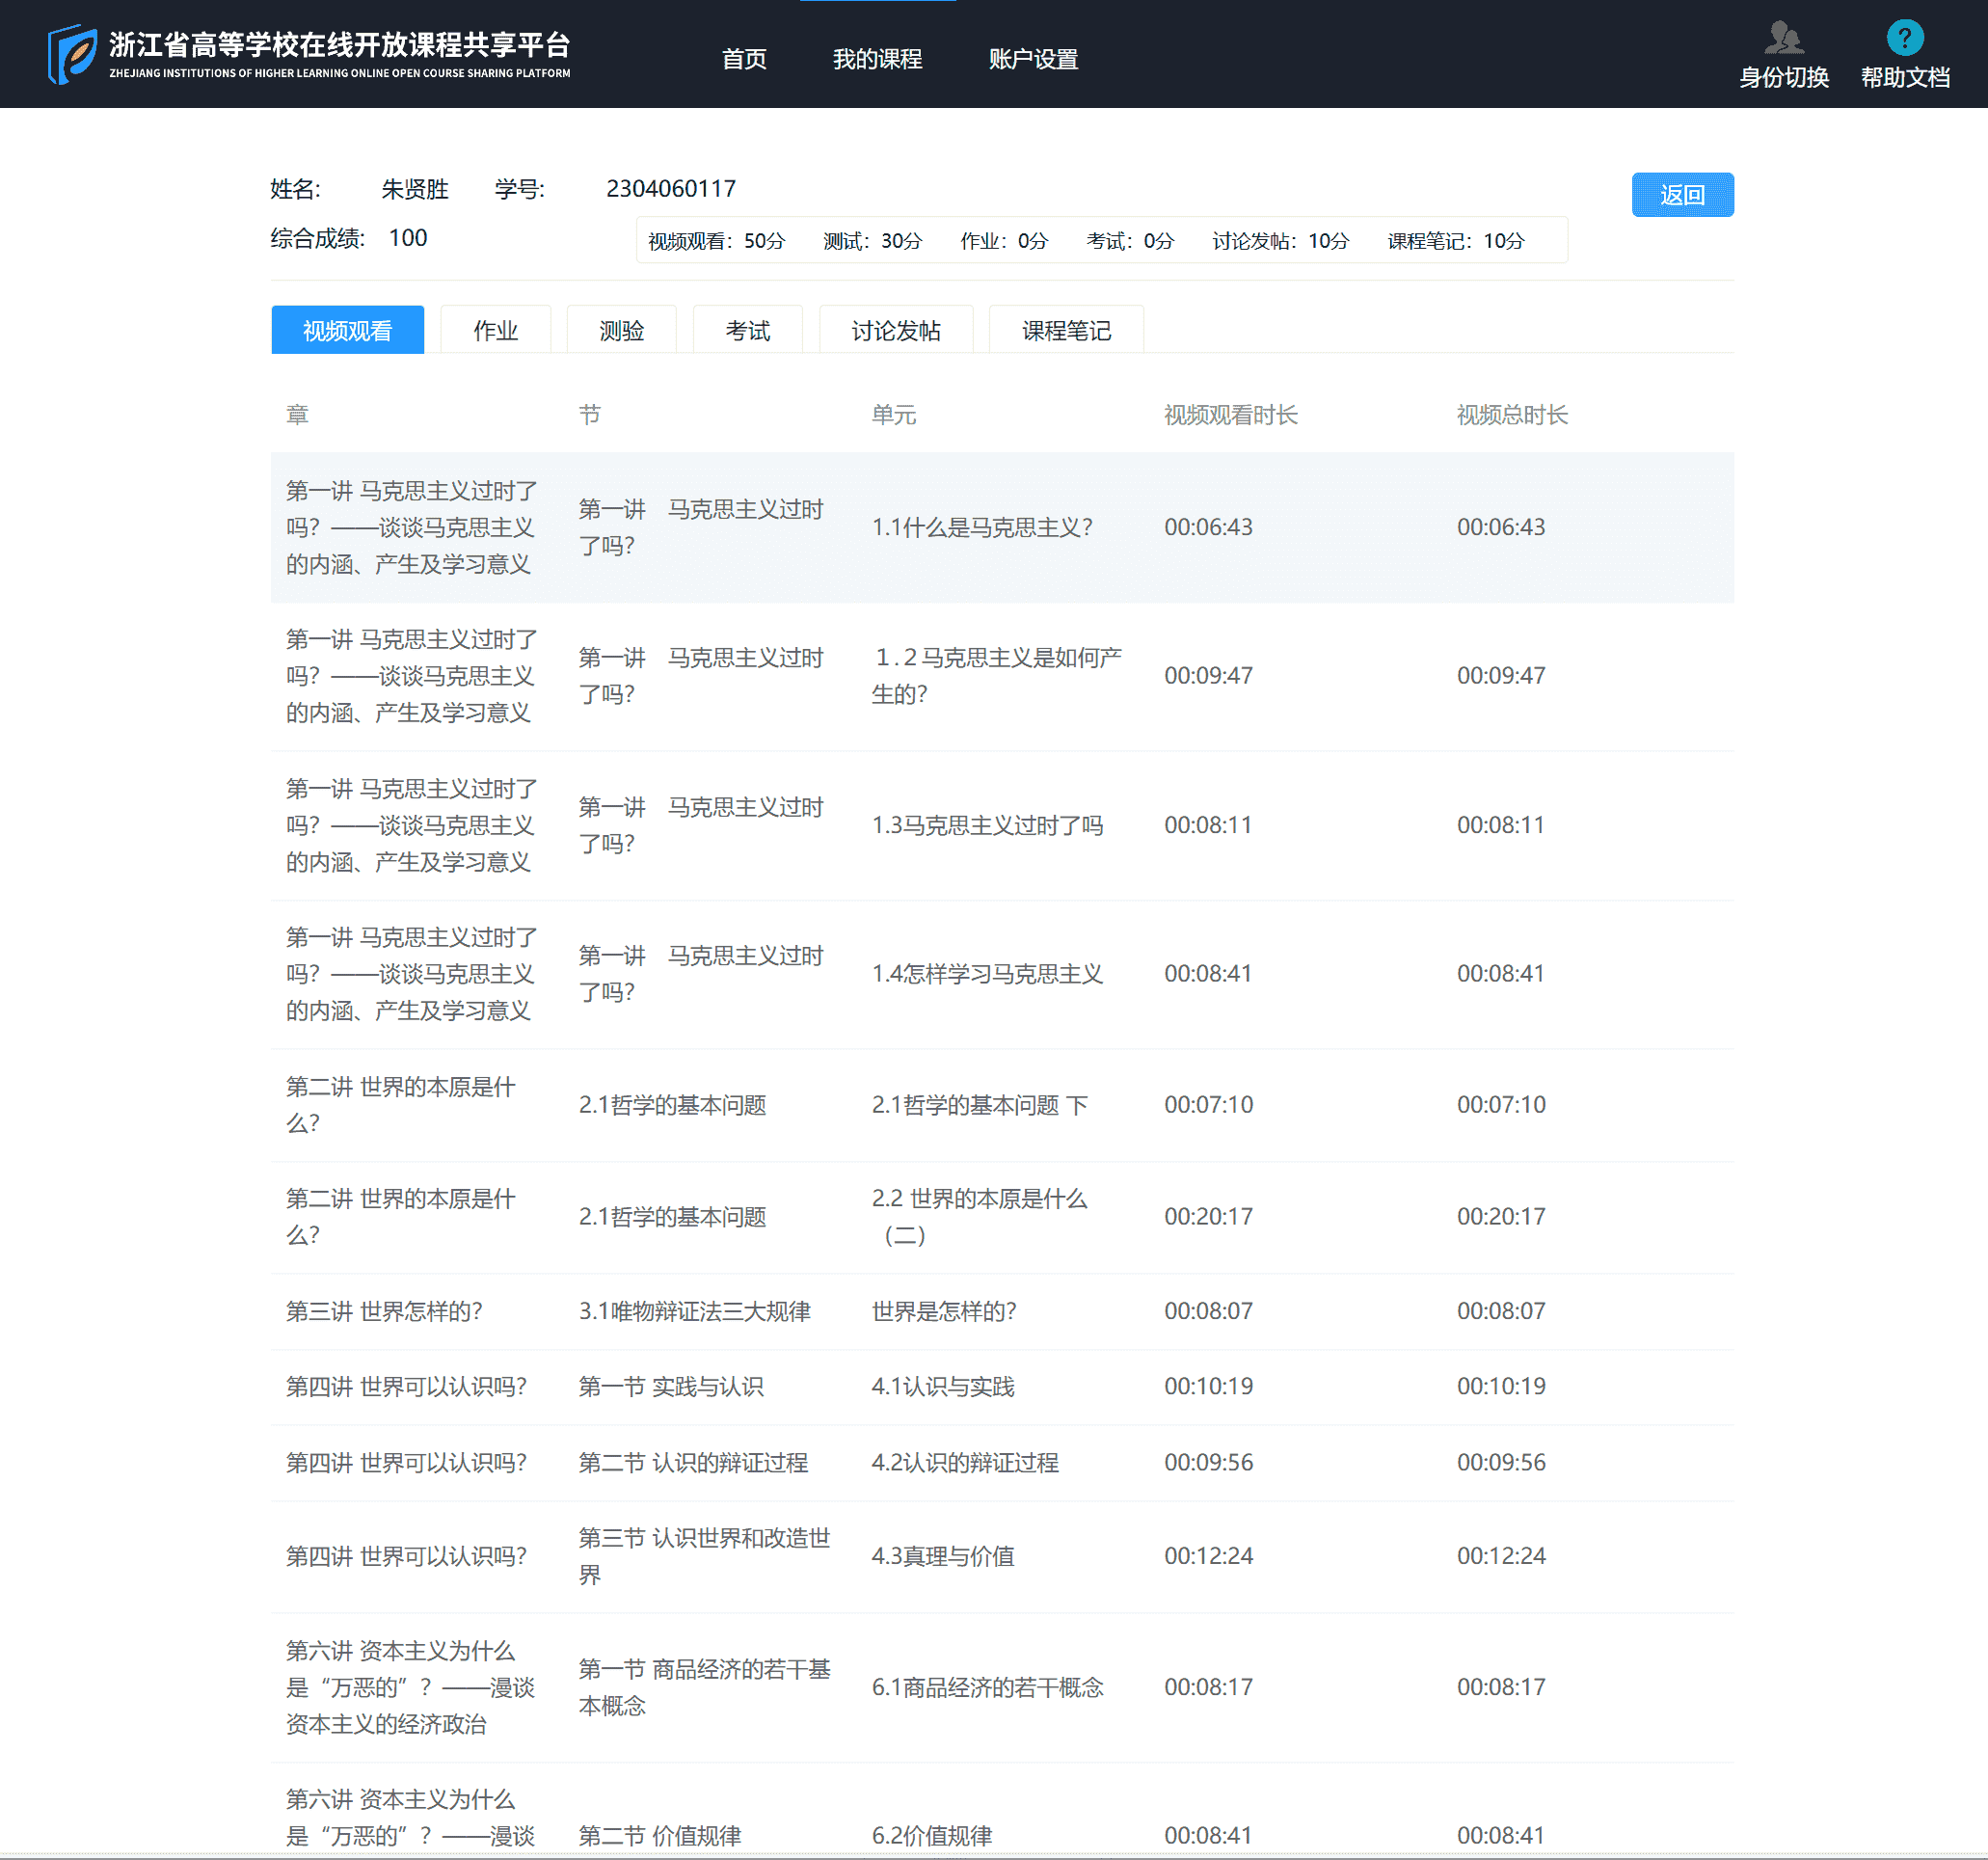 浙江省高等学校在线开放课程共享平台
ZHEJIANG INSTITUTIONS OF HIGHER LEARNING ONLINE OPEN COURSE SHARING PLATFORM
首页 我的课程 账户设置
? 身份切换 帮助文档
姓名: 朱贤胜 学号: 2304060117
返回
综合成绩: 100
视频观看：50分 测试：30分 作业：0分 考试：0分 讨论发帖：10分 课程笔记：10分
视频观看 作业 测验 考试 讨论发帖 课程笔记
章 节 单元 视频观看时长 视频总时长
第一讲 马克思主义过时了
吗？——谈谈马克思主义
的内涵、产生及学习意义
第一讲　马克思主义过时
了吗？
1.1什么是马克思主义？
00:06:43
00:06:43
第一讲 马克思主义过时了
吗？——谈谈马克思主义
的内涵、产生及学习意义
第一讲　马克思主义过时
了吗？
１.２马克思主义是如何产
生的？
00:09:47
00:09:47
第一讲 马克思主义过时了
吗？——谈谈马克思主义
的内涵、产生及学习意义
第一讲　马克思主义过时
了吗？
1.3马克思主义过时了吗
00:08:11
00:08:11
第一讲 马克思主义过时了
吗？——谈谈马克思主义
的内涵、产生及学习意义
第一讲　马克思主义过时
了吗？
1.4怎样学习马克思主义
00:08:41
00:08:41
第二讲 世界的本原是什
么？
2.1哲学的基本问题
2.1哲学的基本问题 下
00:07:10
00:07:10
第二讲 世界的本原是什
么？
2.1哲学的基本问题
2.2 世界的本原是什么
（二）
00:20:17
00:20:17
第三讲 世界怎样的？
3.1唯物辩证法三大规律
世界是怎样的？
00:08:07
00:08:07
第四讲 世界可以认识吗？
第一节 实践与认识
4.1认识与实践
00:10:19
00:10:19
第四讲 世界可以认识吗？
第二节 认识的辩证过程
4.2认识的辩证过程
00:09:56
00:09:56
第四讲 世界可以认识吗？
第三节 认识世界和改造世
界
4.3真理与价值
00:12:24
00:12:24
第六讲 资本主义为什么
是“万恶的”？——漫谈
资本主义的经济政治
第一节 商品经济的若干基
本概念
6.1商品经济的若干概念
00:08:17
00:08:17
第六讲 资本主义为什么
是“万恶的”？——漫谈
第二节 价值规律
6.2价值规律
00:08:41
00:08:41